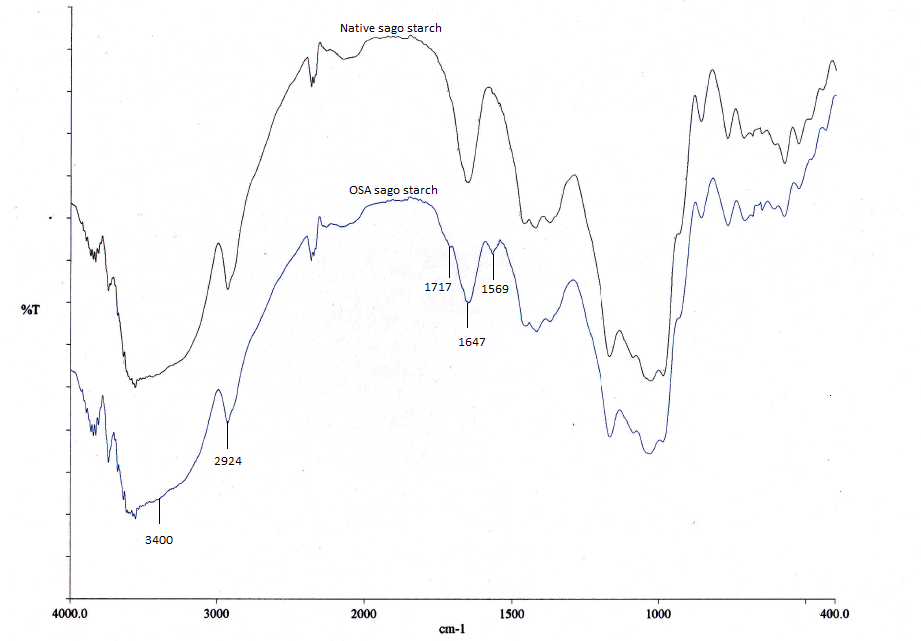 Native sago starch
OSA sago starch
1717
1569
%T
1647
2924
3400
4000.0
3000
2000
1500
1000
400.0
cm-1